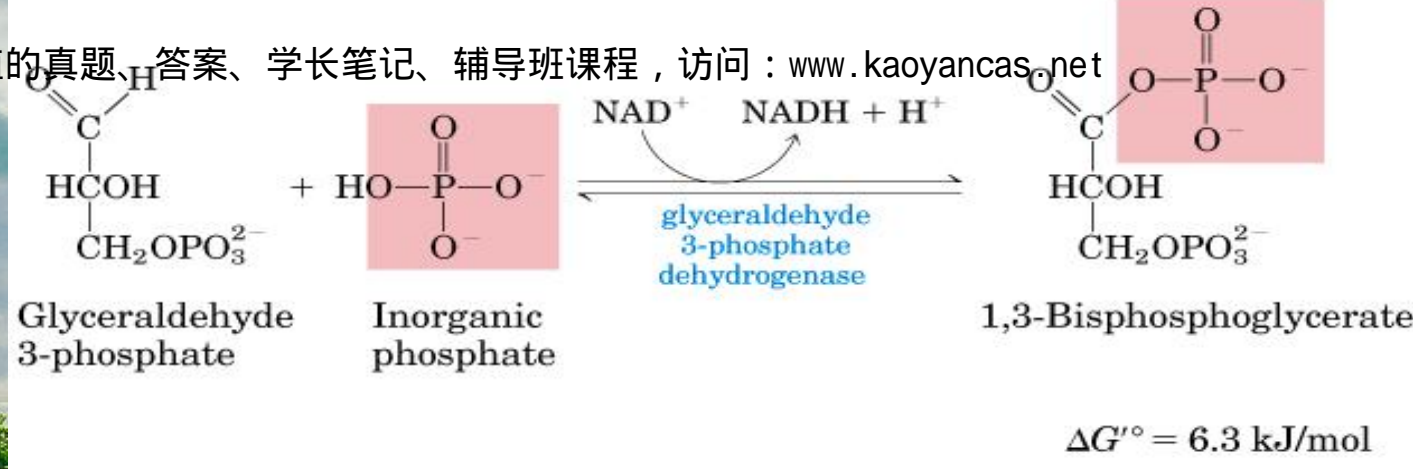 的真题、答案、学长笔记、辅导班课程，访问：www.kaoyancas.net
O H
C
HCOH
CH₂OPO₃²⁻
Glyceraldehyde
3-phosphate
+
O
HO—P—O⁻
O⁻
Inorganic
phosphate
NAD⁺ NADH + H⁺
glyceraldehyde
3-phosphate
dehydrogenase
O
O O—P—O⁻
C O⁻
HCOH
CH₂OPO₃²⁻
1,3-Bisphosphoglycerate
ΔG′° = 6.3 kJ/mol